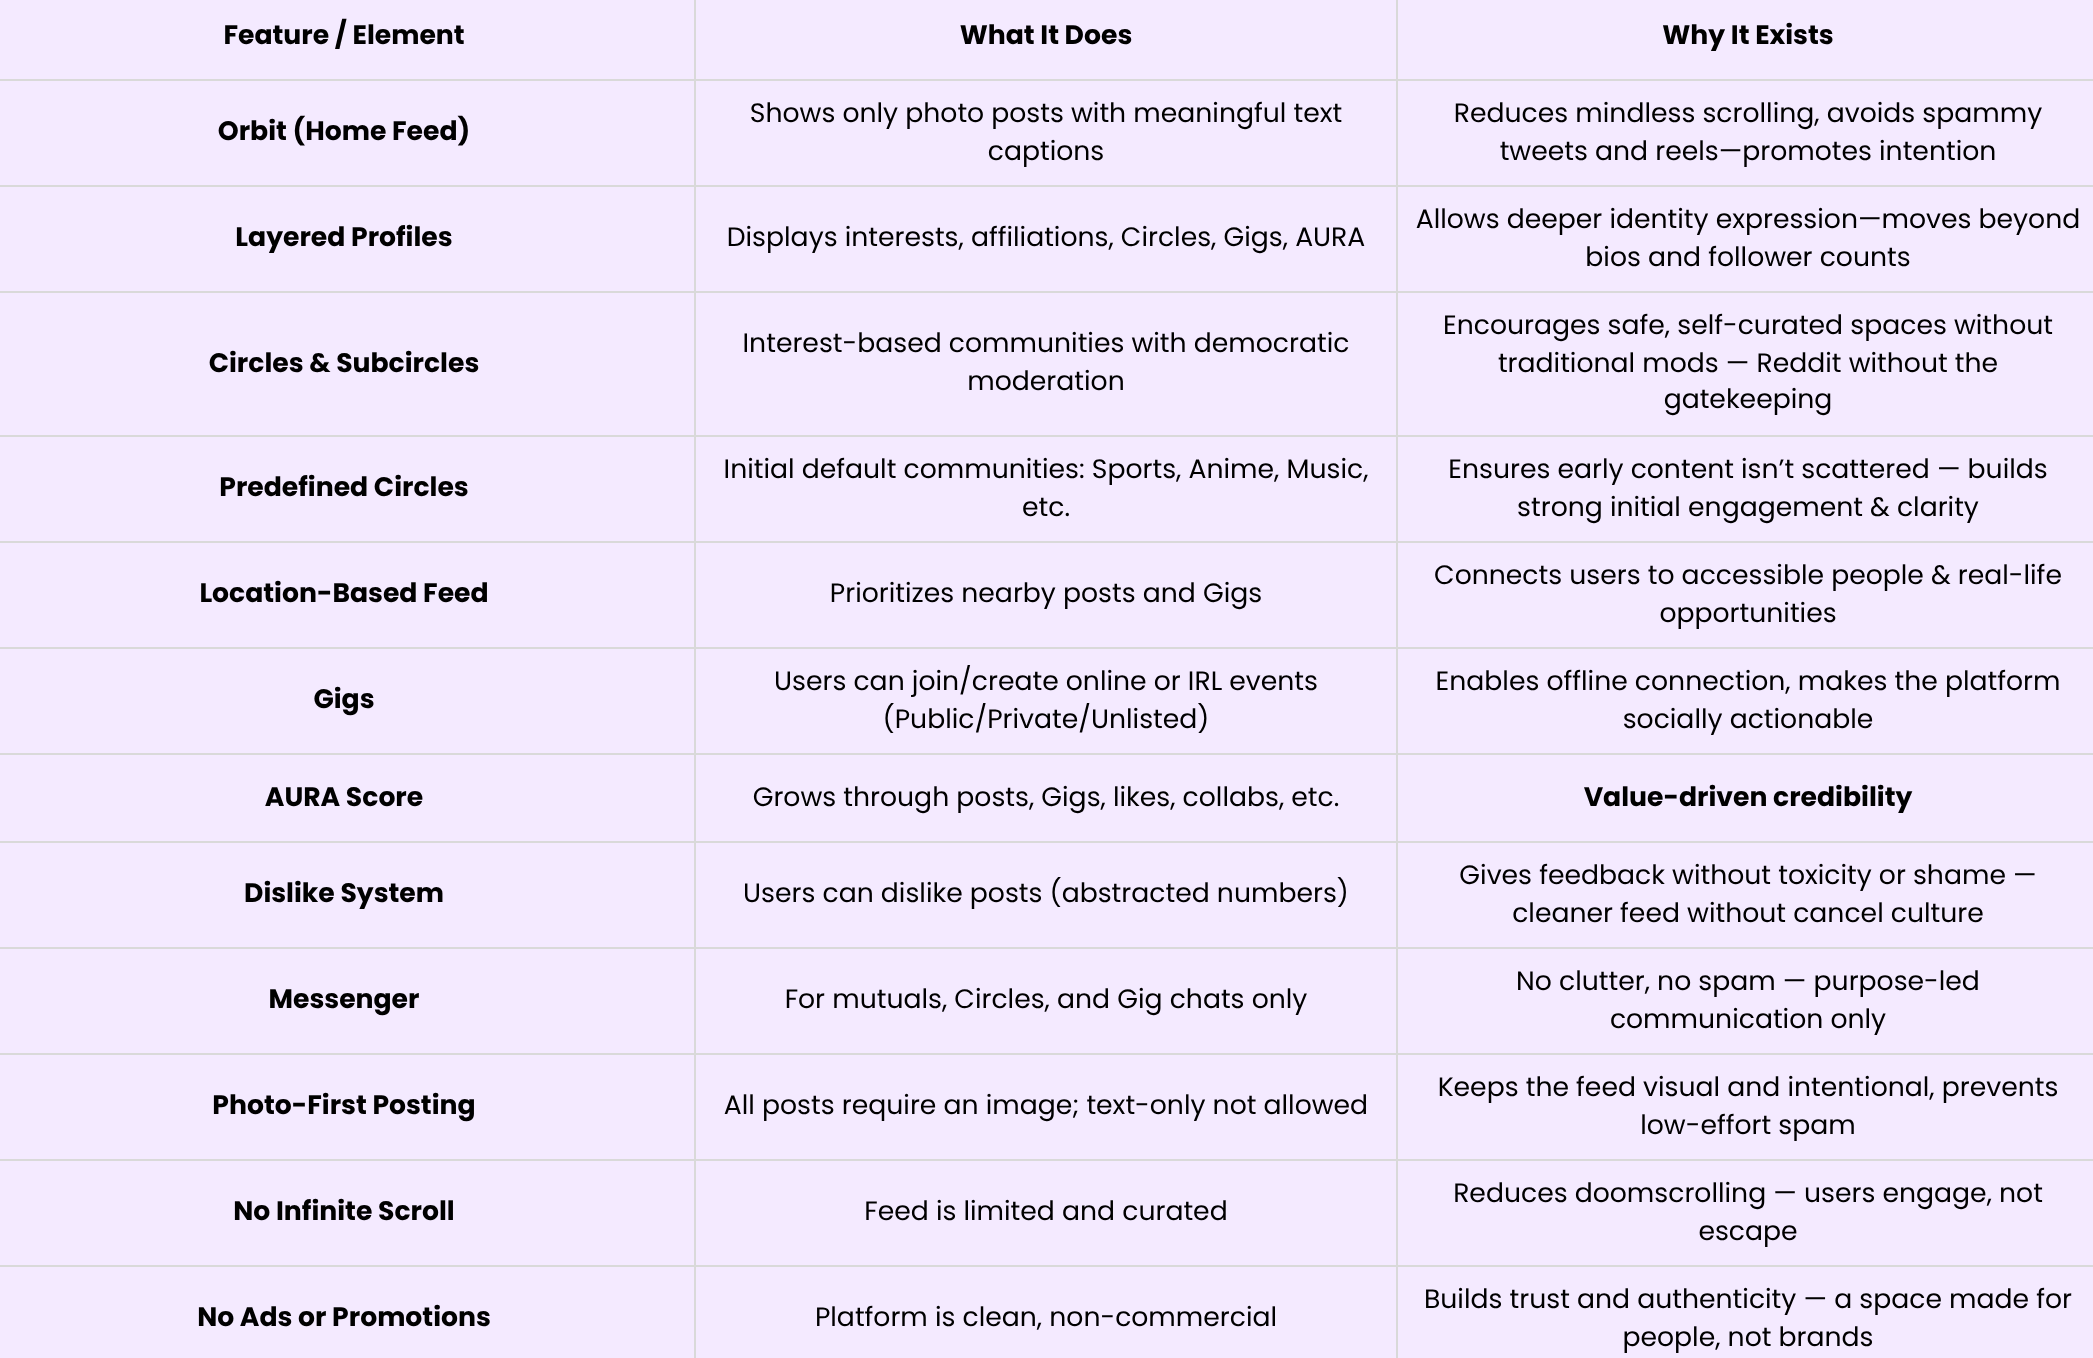 Feature / Element
What It Does
Why It Exists
Orbit (Home Feed)
Shows only photo posts with meaningful text
captions
Reduces mindless scrolling, avoids spammy
tweets and reels—promotes intention
Layered Profiles
Displays interests, affiliations, Circles, Gigs, AURA
Allows deeper identity expression—moves beyond
bios and follower counts
Circles & Subcircles
Interest-based communities with democratic
moderation
Encourages safe, self-curated spaces without
traditional mods — Reddit without the
gatekeeping
Predefined Circles
Initial default communities: Sports, Anime, Music,
etc.
Ensures early content isn’t scattered — builds
strong initial engagement & clarity
Location-Based Feed
Prioritizes nearby posts and Gigs
Connects users to accessible people & real-life
opportunities
Gigs
Users can join/create online or IRL events
(Public/Private/Unlisted)
Enables offline connection, makes the platform
socially actionable
AURA Score
Grows through posts, Gigs, likes, collabs, etc.
Value-driven credibility
Dislike System
Users can dislike posts (abstracted numbers)
Gives feedback without toxicity or shame —
cleaner feed without cancel culture
Messenger
For mutuals, Circles, and Gig chats only
No clutter, no spam — purpose-led
communication only
Photo-First Posting
All posts require an image; text-only not allowed
Keeps the feed visual and intentional, prevents
low-effort spam
No Infinite Scroll
Feed is limited and curated
Reduces doomscrolling — users engage, not
escape
No Ads or Promotions
Platform is clean, non-commercial
Builds trust and authenticity — a space made for
people, not brands